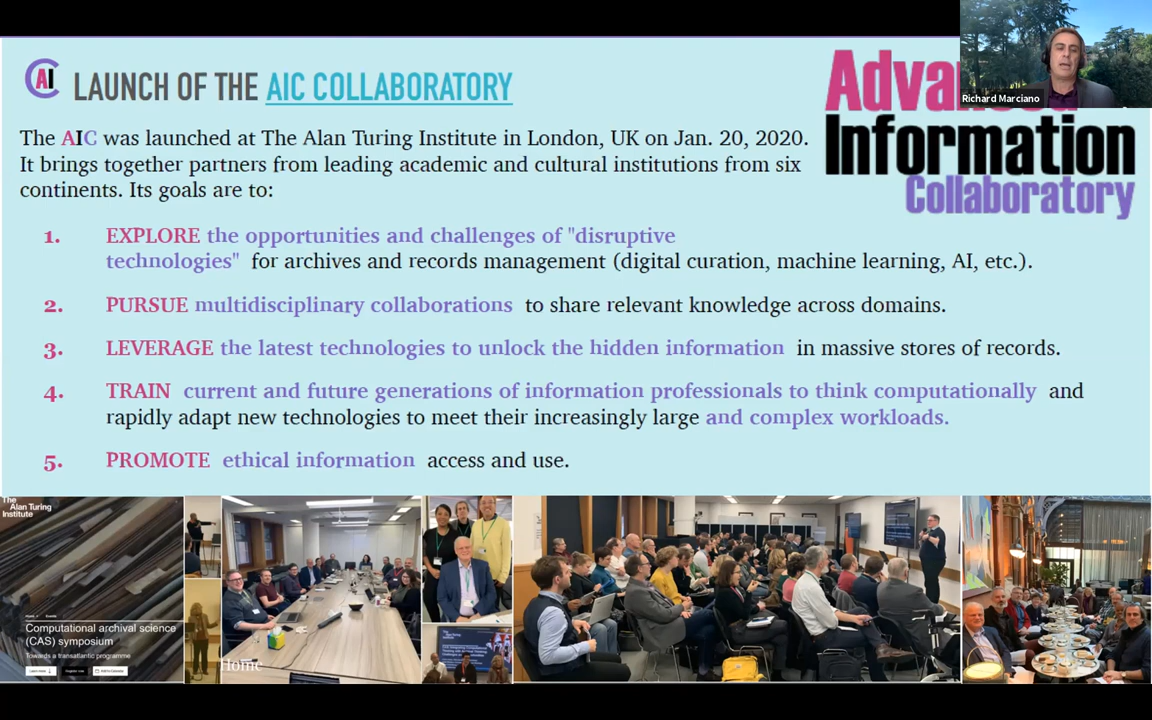 AI LAUNCH OF THE AIC COLLABORATORY
Richard Marciano
Advanced
Information
Collaboratory
The AIC was launched at The Alan Turing Institute in London, UK on Jan. 20, 2020.
It brings together partners from leading academic and cultural institutions from six
continents. Its goals are to:
1. EXPLORE the opportunities and challenges of "disruptive
technologies" for archives and records management (digital curation, machine learning, AI, etc.).
2. PURSUE multidisciplinary collaborations to share relevant knowledge across domains.
3. LEVERAGE the latest technologies to unlock the hidden information in massive stores of records.
4. TRAIN current and future generations of information professionals to think computationally and
rapidly adapt new technologies to meet their increasingly large and complex workloads.
5. PROMOTE ethical information access and use.
The
Alan Turing
Institute
Computational archival science
(CAS) symposium
Towards a transatlantic programme
Home